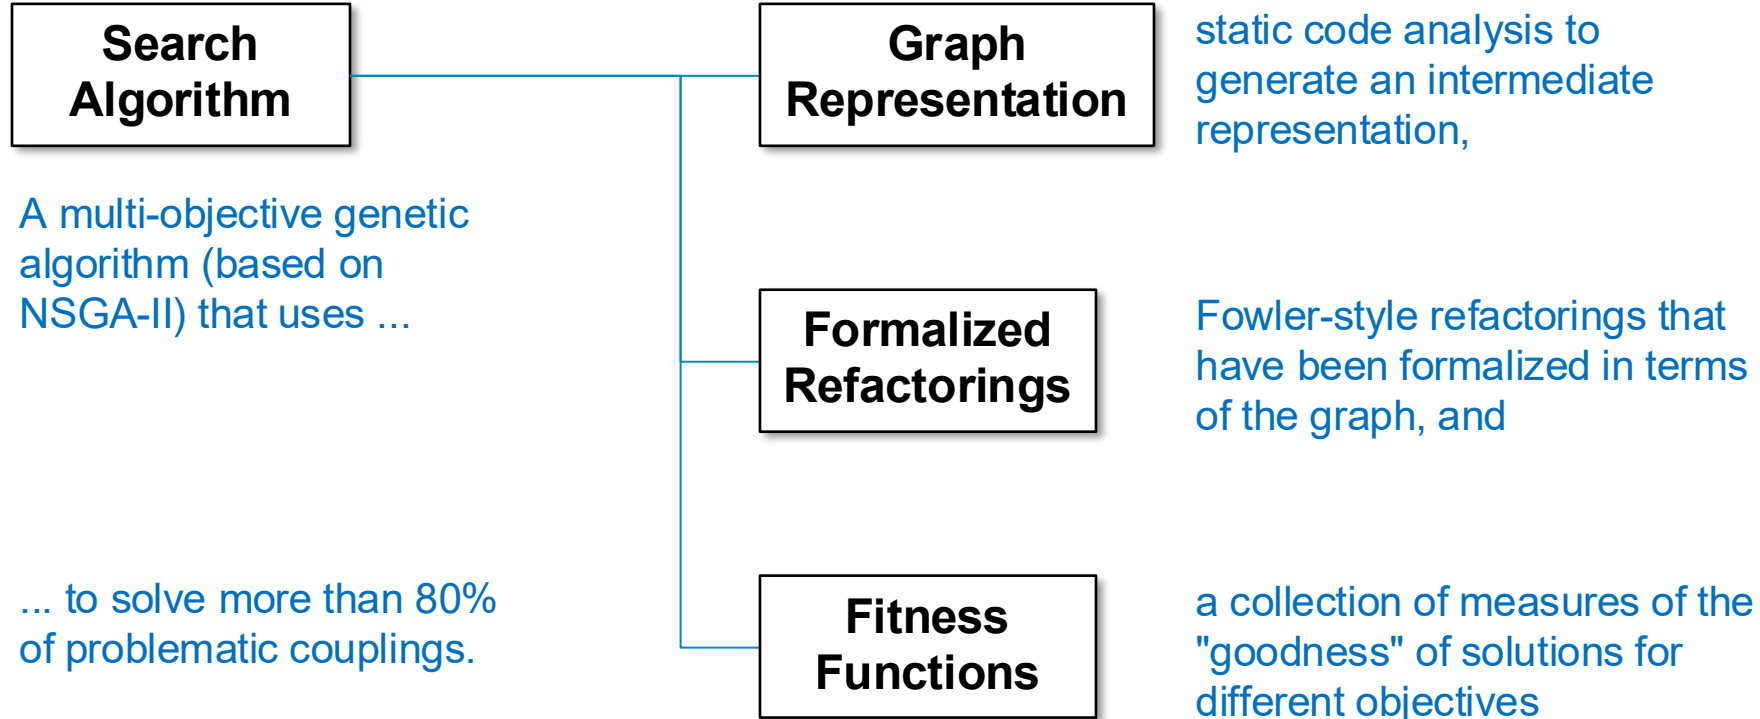 Search
Algorithm
A multi-objective genetic
algorithm (based on
NSGA-II) that uses ...
Graph
Representation
static code analysis to
generate an intermediate
representation,
Formalized
Refactorings
Fowler-style refactorings that
have been formalized in terms
of the graph, and
Fitness
Functions
a collection of measures of the
"goodness" of solutions for
different objectives
... to solve more than 80%
of problematic couplings.